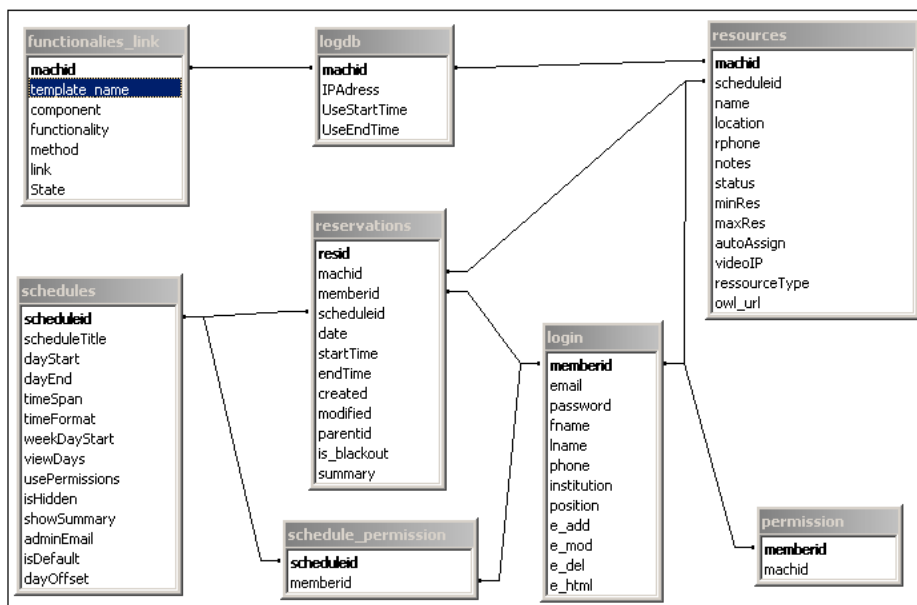 functionalies_link
machid
template_name
component
functionality
method
link
State
logdb
machid
IPAdress
UseStartTime
UseEndTime
resources
machid
scheduleid
name
location
rphone
notes
status
minRes
maxRes
autoAssign
videoIP
ressourceType
owl_url
reservations
resid
machid
memberid
scheduleid
date
startTime
endTime
created
modified
parentid
is_blackout
summary
schedules
scheduleid
scheduleTitle
dayStart
dayEnd
timeSpan
timeFormat
weekDayStart
viewDays
usePermissions
isHidden
showSummary
adminEmail
isDefault
dayOffset
login
memberid
email
password
fname
lname
phone
institution
position
e_add
e_mod
e_del
e_html
schedule_permission
scheduleid
memberid
permission
memberid
machid